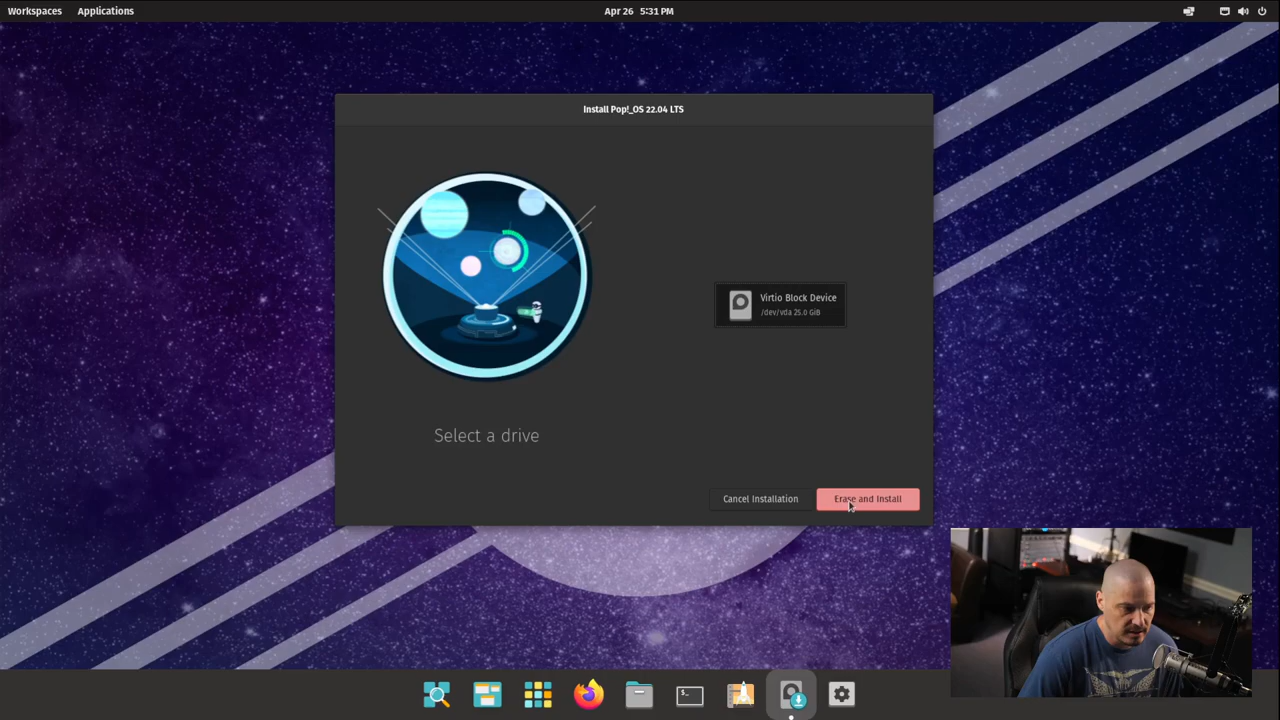 Workspaces Applications Apr 26 5:31 PM
Install Pop!_OS 22.04 LTS
Virtio Block Device
/dev/vda 25.0 GiB
Select a drive
Cancel Installation Erase and Install
$_